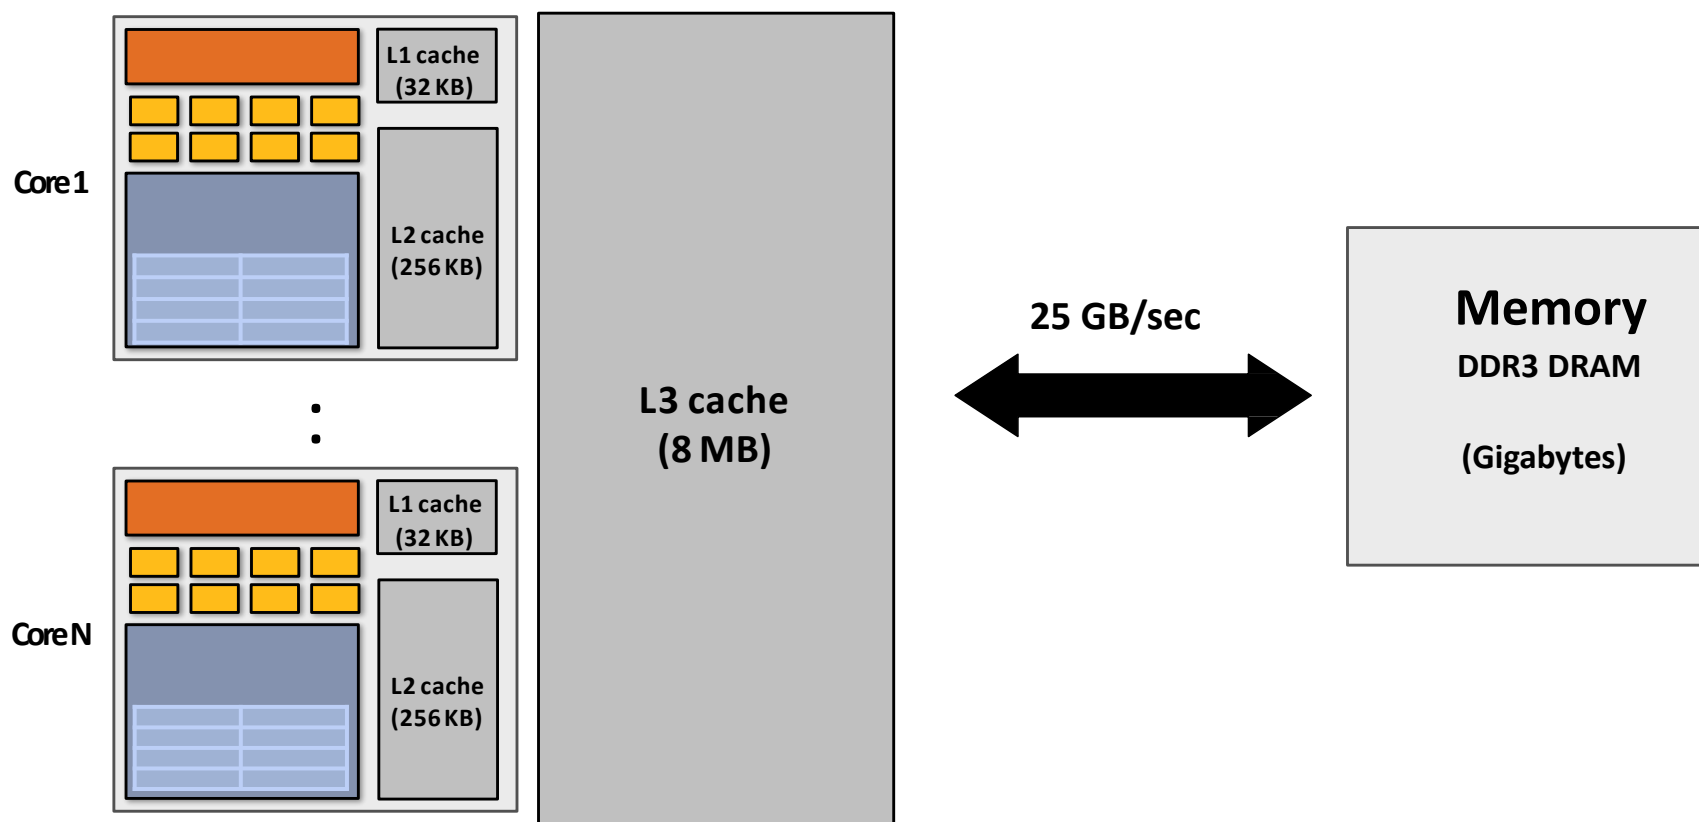 Core 1
L1 cache
(32 KB)
L2 cache
(256 KB)
:
Core N
L1 cache
(32 KB)
L2 cache
(256 KB)
L3 cache
(8 MB)
25 GB/sec
Memory
DDR3 DRAM
(Gigabytes)